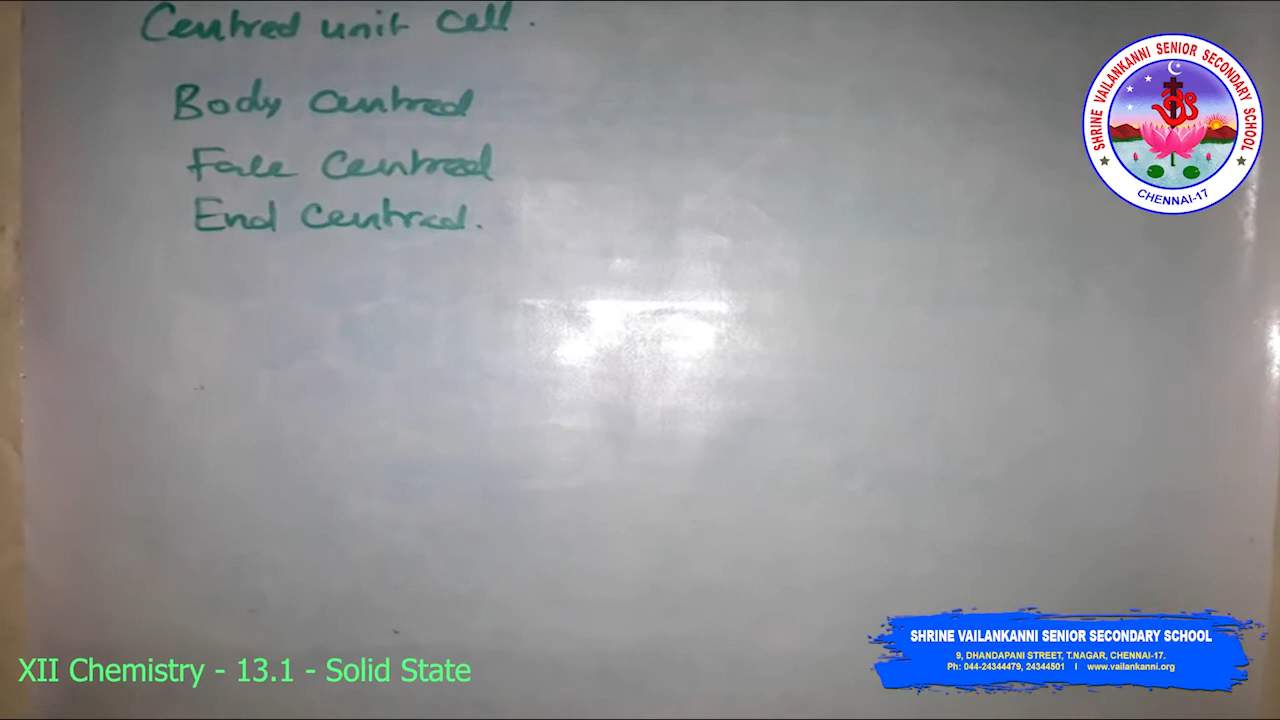 Centred unit cell.
Body Centred
Face Centred
End Centred.
SHRINE VAILANKANNI SENIOR SECONDARY SCHOOL
CHENNAI-17
XII Chemistry - 13.1 - Solid State
SHRINE VAILANKANNI SENIOR SECONDARY SCHOOL
9, DHANDAPANI STREET, T.NAGAR, CHENNAI-17.
Ph: 044-24344479, 24344501 I www.vailankanni.org